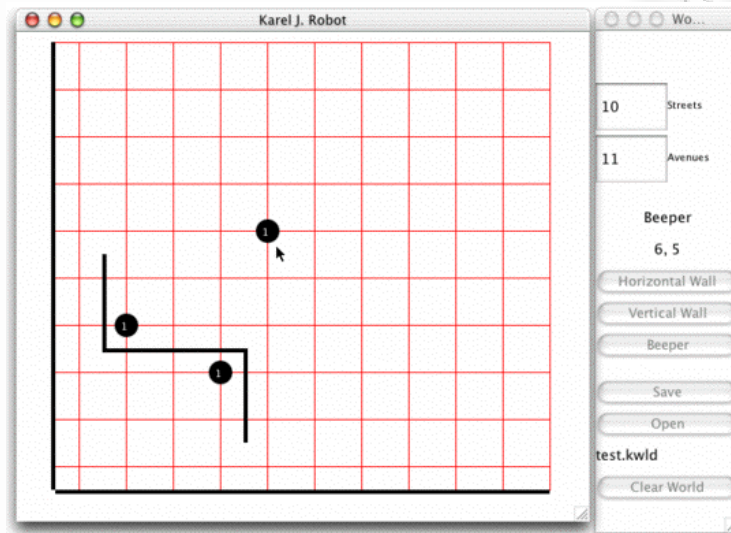 Karel J. Robot
Wo...
10 Streets
11 Avenues
Beeper
6, 5
Horizontal Wall
Vertical Wall
Beeper
Save
Open
test.kwld
Clear World
1
1
1